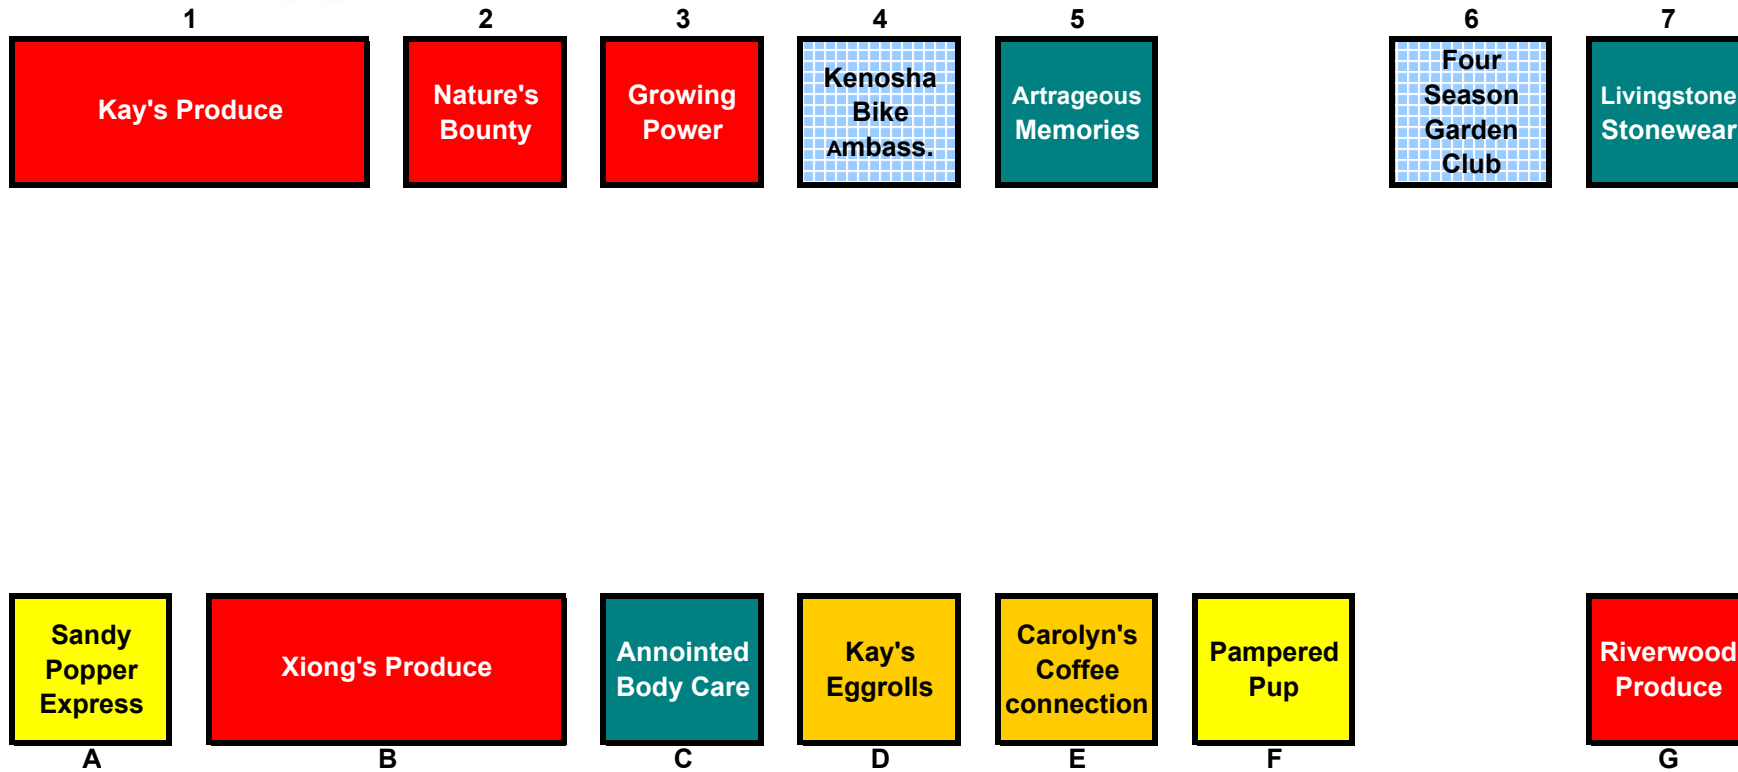 1 2 3 4 5 6 7
Kay's Produce
Nature's
Bounty
Growing
Power
Kenosha
Bike
Ambass.
Artrageous
Memories
Four
Season
Garden
Club
Livingstone
Stonewear
Sandy
Popper
Express
Xiong's Produce
Annointed
Body Care
Kay's
Eggrolls
Carolyn's
Coffee
connection
Pampered
Pup
Riverwood
Produce
A B C D E F G